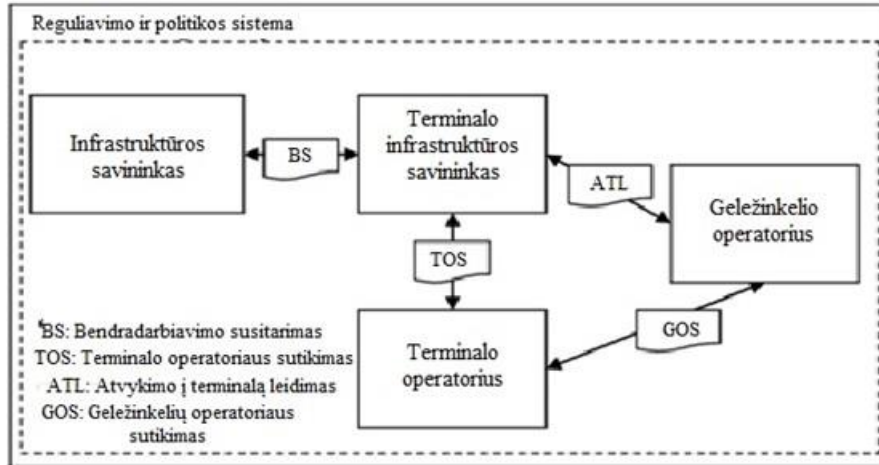 Reguliavimo ir politikos sistema
Infrastruktūros
savininkas
BS
Terminalo
infrastruktūros
savininkas
ATL
Geležinkelio
operatorius
TOS
GOS
Terminalo
operatorius
BS: Bendradarbiavimo susitarimas
TOS: Terminalo operatoriaus sutikimas
ATL: Atvykimo į terminalą leidimas
GOS: Geležinkelių operatoriaus
sutikimas